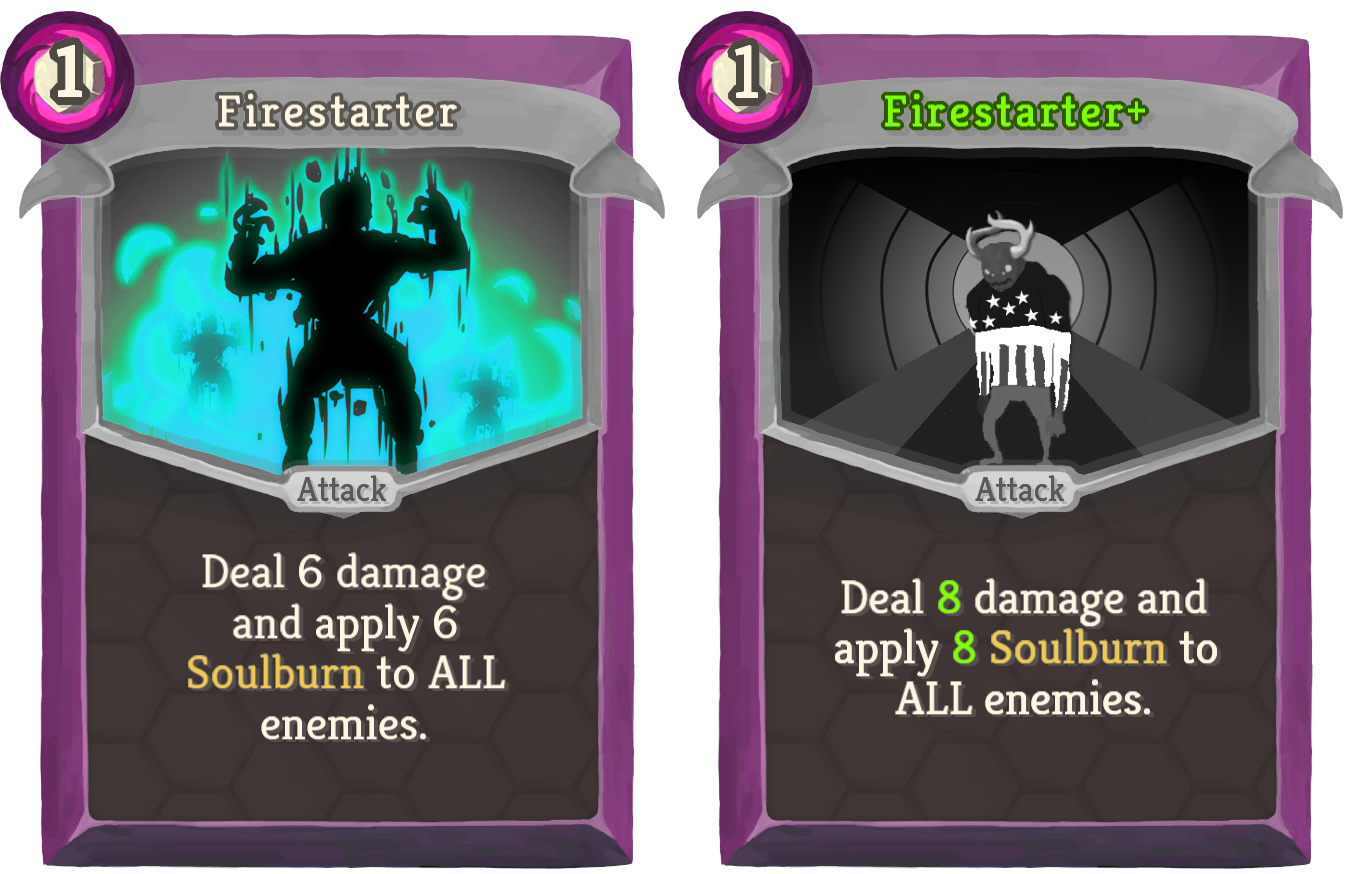 1
Firestarter
Attack
Deal 6 damage
and apply 6
Soulburn to ALL
enemies.
1
Firestarter+
Attack
Deal 8 damage and
apply 8 Soulburn to
ALL enemies.